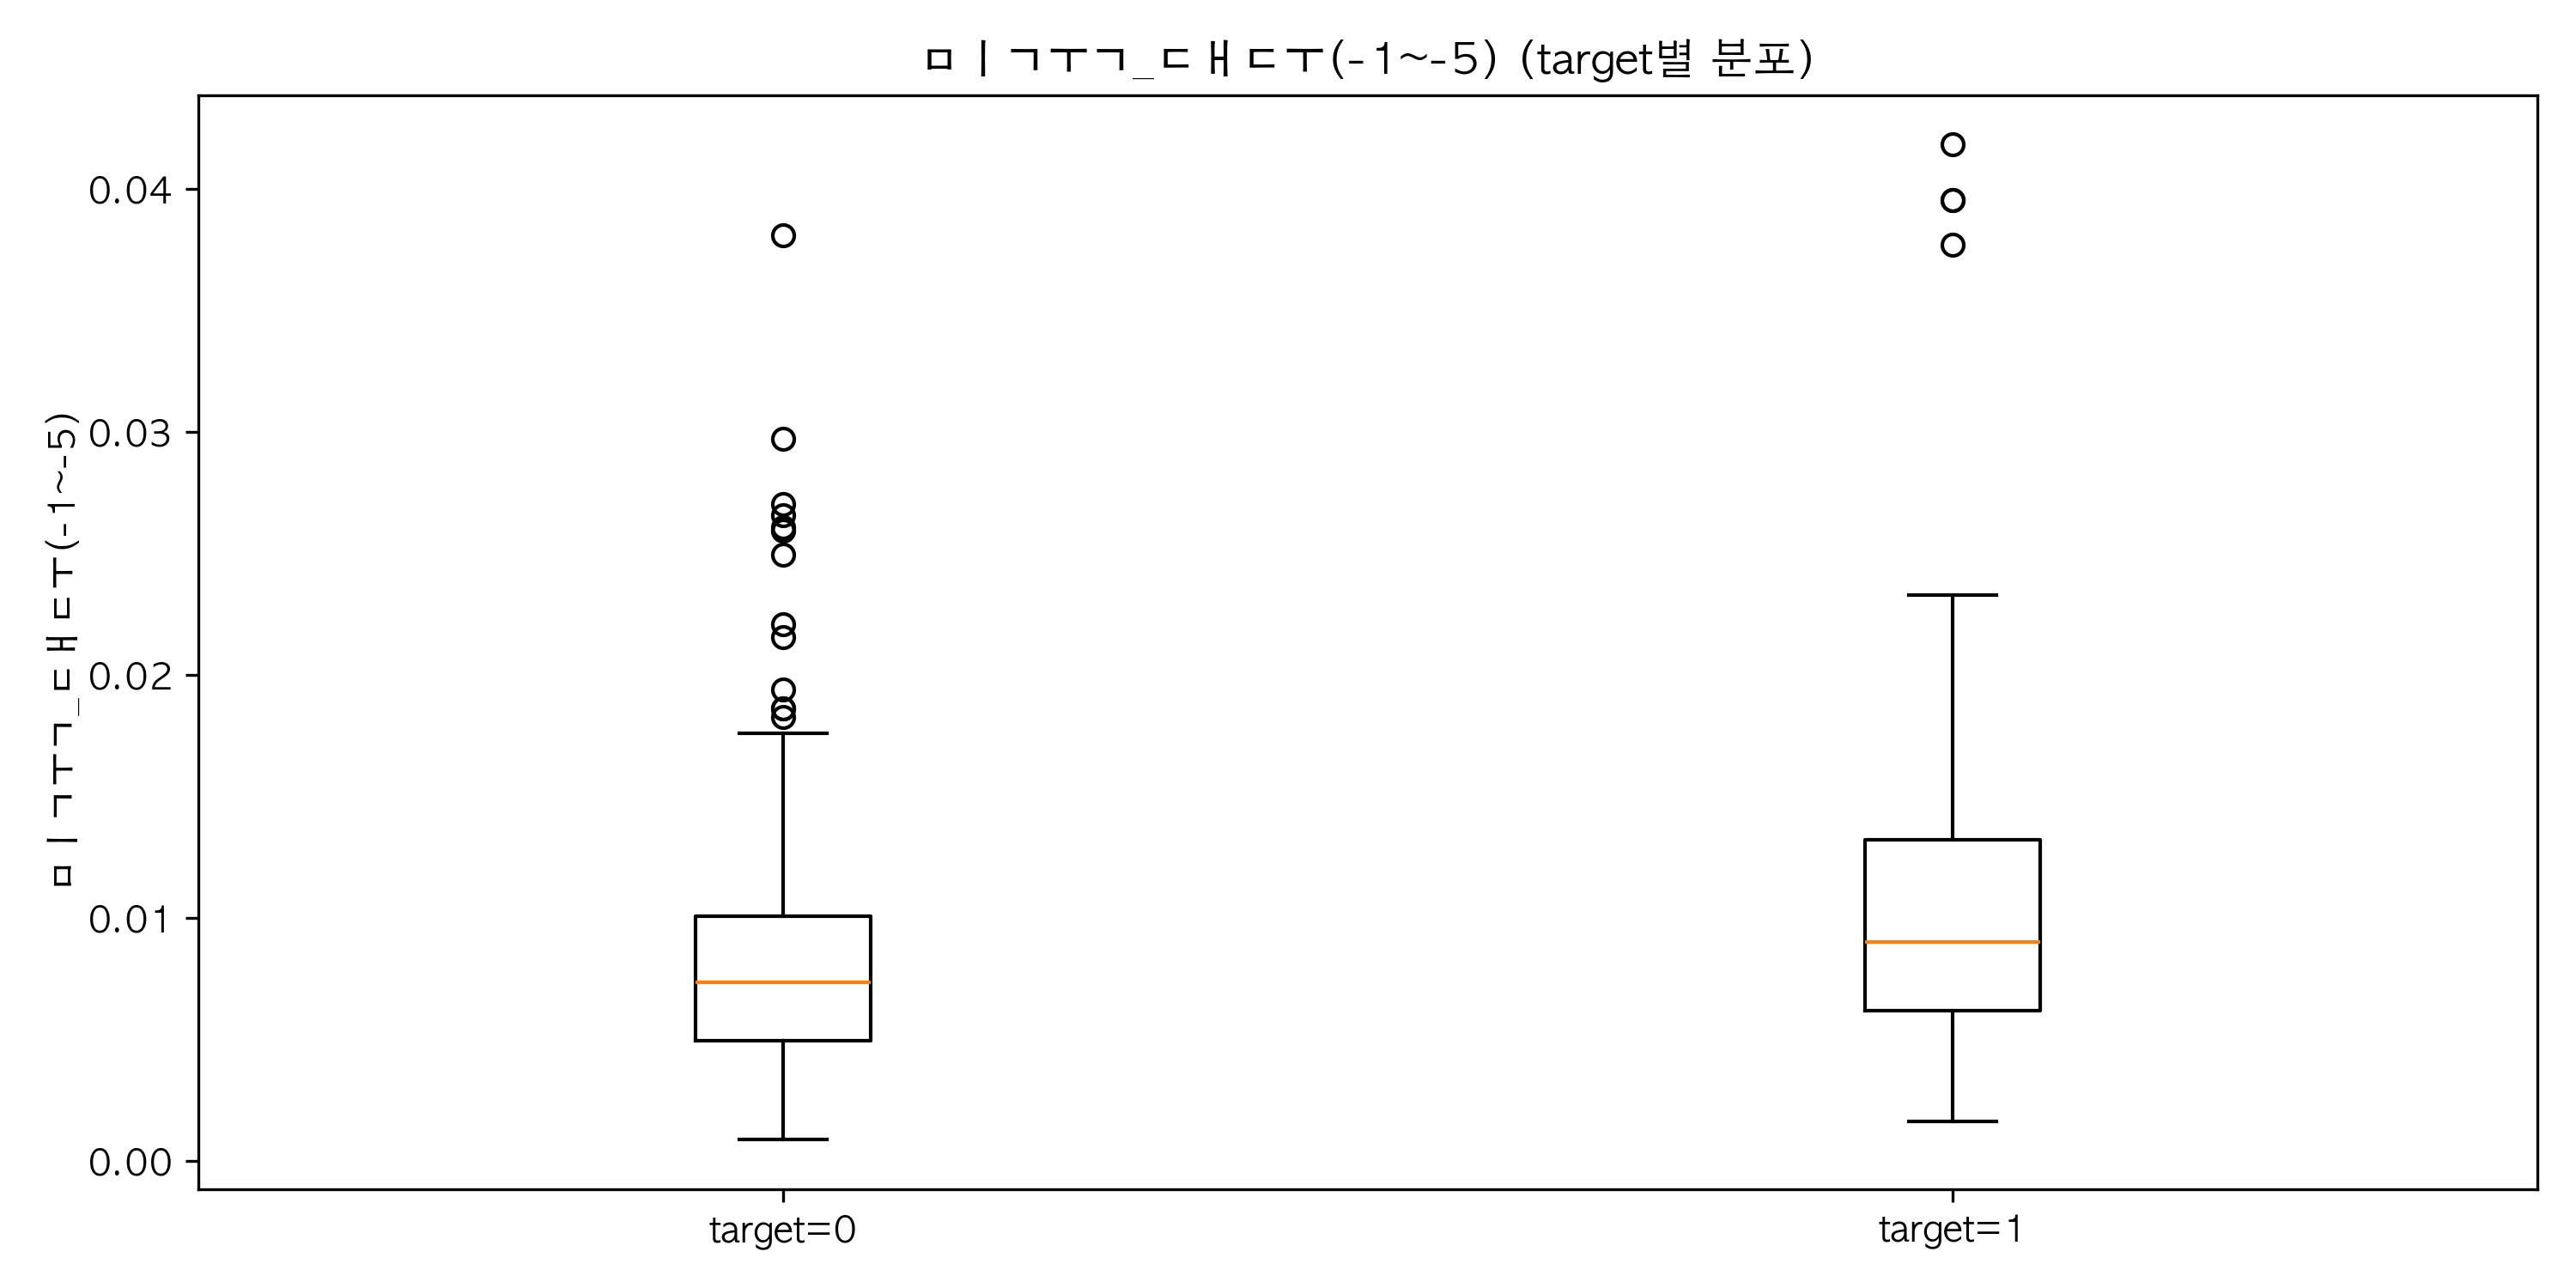 ㅁㅣㄱㅜㄱ_ㄷㅐㄷㅜ(-1~-5) (target별 분포)
ㅁㅣㄱㅜㄱ_ㄷㅐㄷㅜ(-1~-5)
0.04
0.03
0.02
0.01
0.00
target=0
target=1